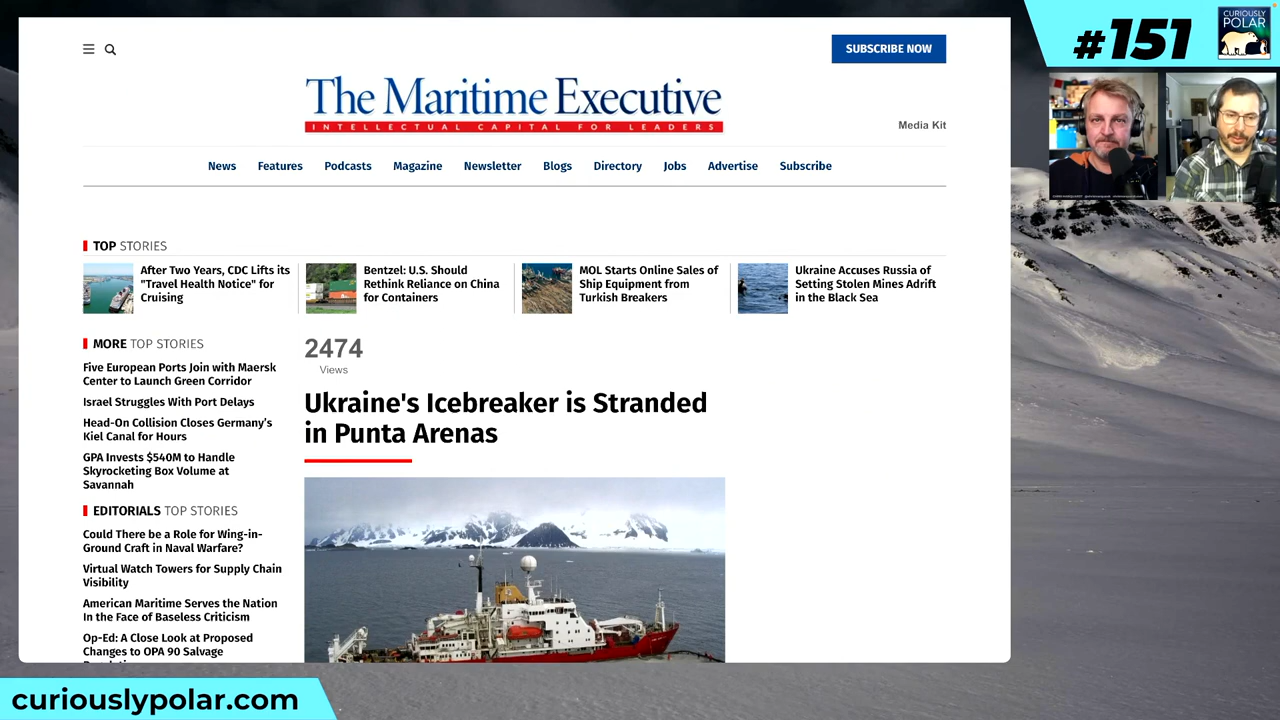 #151
CURIOUSLY
POLAR
SUBSCRIBE NOW
The Maritime Executive
INTELLECTUAL CAPITAL FOR LEADERS
Media Kit
News Features Podcasts Magazine Newsletter Blogs Directory Jobs Advertise Subscribe
TOP STORIES
After Two Years, CDC Lifts its
"Travel Health Notice" for
Cruising
Bentzel: U.S. Should
Rethink Reliance on China
for Containers
MOL Starts Online Sales of
Ship Equipment from
Turkish Breakers
Ukraine Accuses Russia of
Setting Stolen Mines Adrift
in the Black Sea
MORE TOP STORIES
Five European Ports Join with Maersk
Center to Launch Green Corridor
Israel Struggles With Port Delays
Head-On Collision Closes Germany's
Kiel Canal for Hours
GPA Invests $540M to Handle
Skyrocketing Box Volume at
Savannah
EDITORIALS TOP STORIES
Could There be a Role for Wing-in-
Ground Craft in Naval Warfare?
Virtual Watch Towers for Supply Chain
Visibility
American Maritime Serves the Nation
In the Face of Baseless Criticism
Op-Ed: A Close Look at Proposed
Changes to OPA 90 Salvage
2474
Views
Ukraine's Icebreaker is Stranded
in Punta Arenas
curiouslypolar.com